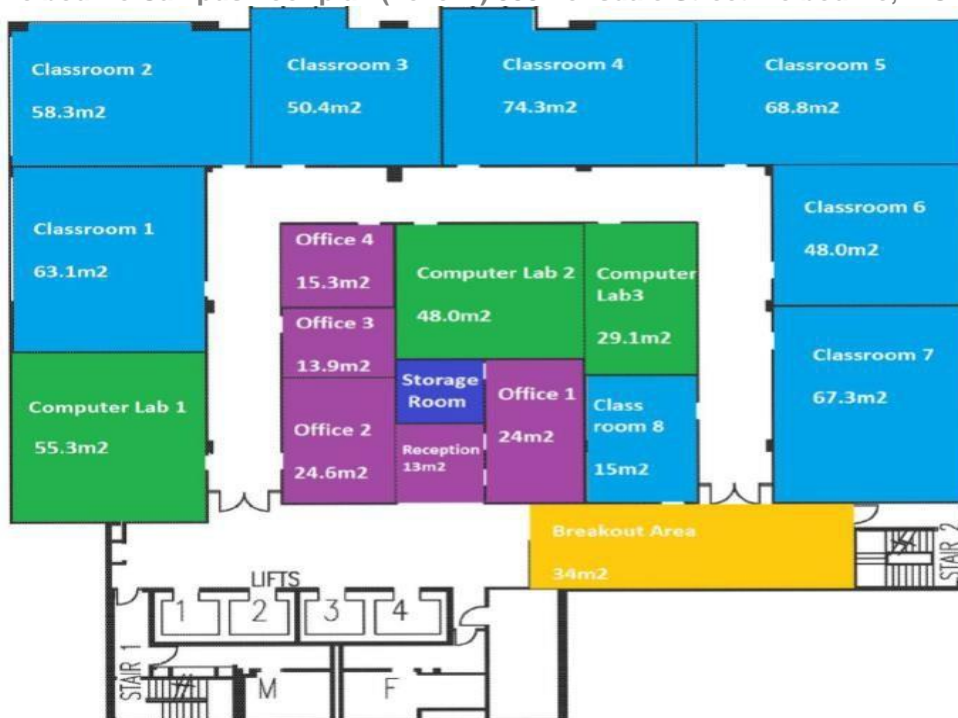 Classroom 2
58.3m2
Classroom 3
50.4m2
Classroom 4
74.3m2
Classroom 5
68.8m2
Classroom 1
63.1m2
Classroom 6
48.0m2
Office 4
15.3m2
Computer Lab 2
48.0m2
Computer
Lab3
29.1m2
Office 3
13.9m2
Classroom 7
67.3m2
Storage
Room
Office 1
24m2
Computer Lab 1
55.3m2
Office 2
24.6m2
Reception
13m2
Class
room 8
15m2
Breakout Area
34m2
STAIR 2
LIFTS
1
2
3
4
STAIR 1
M
F